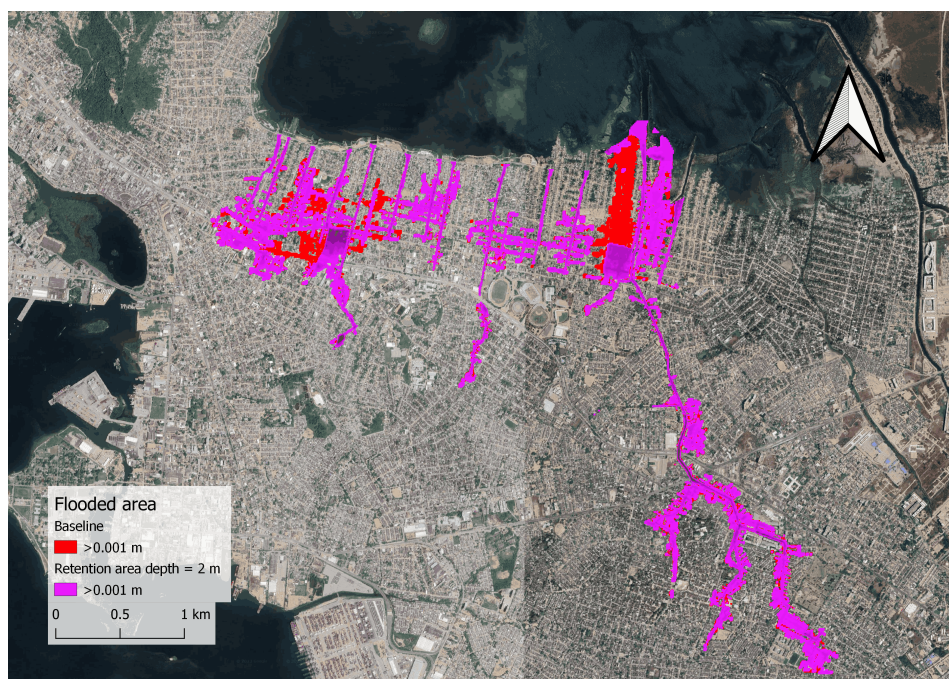 Flooded area
Baseline
>0.001 m
Retention area depth = 2 m
>0.001 m
0 0.5 1 km